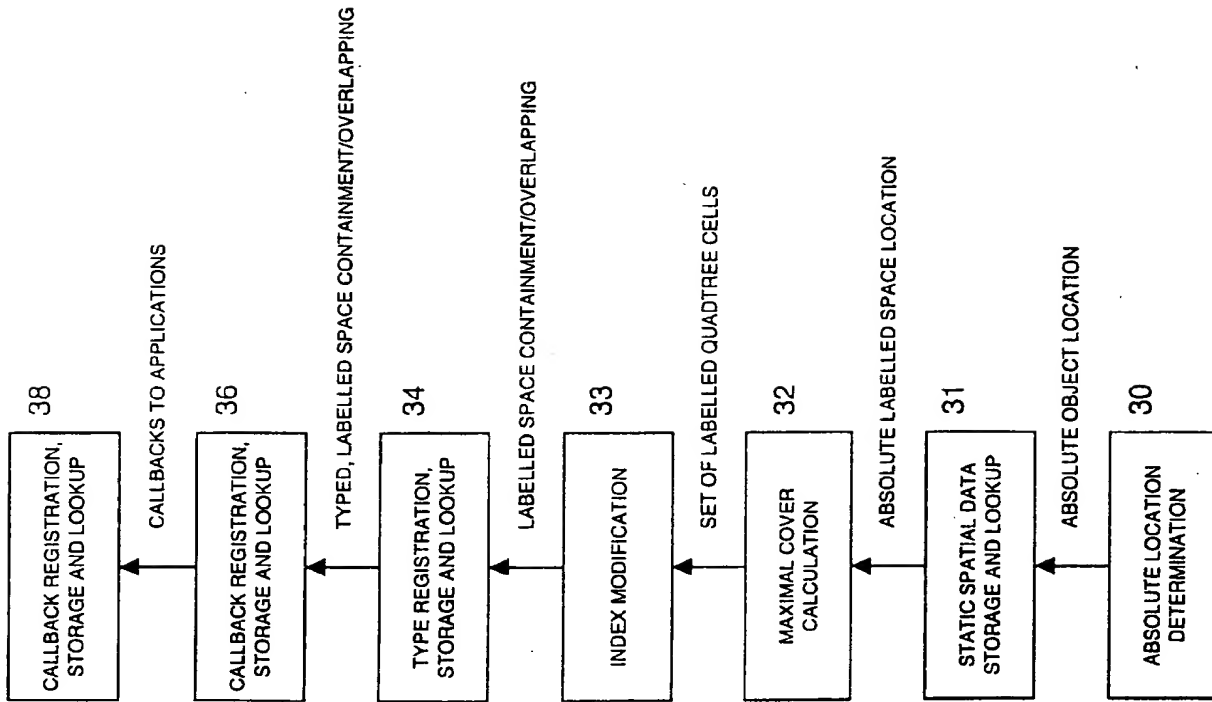 38
CALLBACK REGISTRATION,
STORAGE AND LOOKUP
CALLBACKS TO APPLICATIONS
36
CALLBACK REGISTRATION,
STORAGE AND LOOKUP
TYPED, LABELLED SPACE CONTAINMENT/OVERLAPPING
34
TYPE REGISTRATION,
STORAGE AND LOOKUP
LABELLED SPACE CONTAINMENT/OVERLAPPING
33
INDEX MODIFICATION
SET OF LABELLED QUADTREE CELLS
32
MAXIMAL COVER
CALCULATION
ABSOLUTE LABELLED SPACE LOCATION
31
STATIC SPATIAL DATA
STORAGE AND LOOKUP
ABSOLUTE OBJECT LOCATION
30
ABSOLUTE LOCATION
DETERMINATION